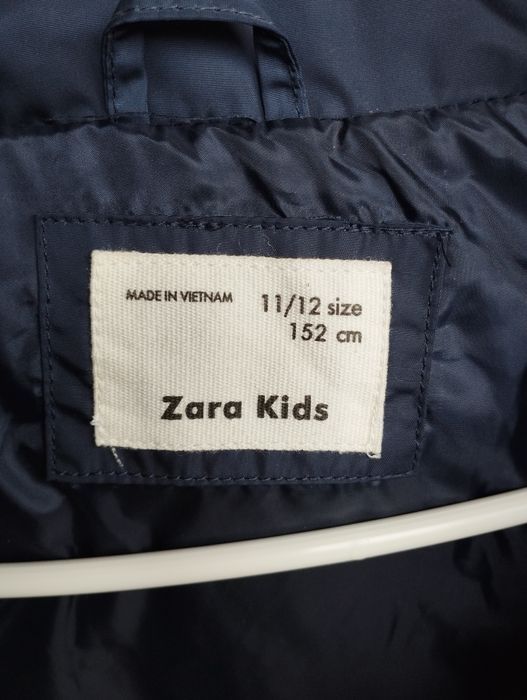 MADE IN VIETNAM 11/12 size
152 cm
Zara Kids